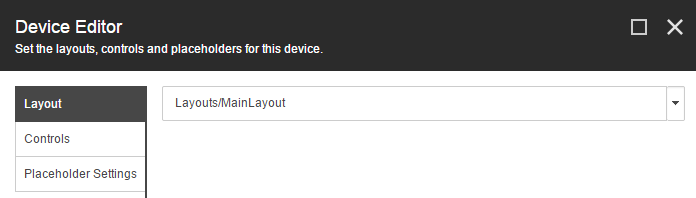 Device Editor
Set the layouts, controls and placeholders for this device.
Layout
Layouts/MainLayout
Controls
Placeholder Settings